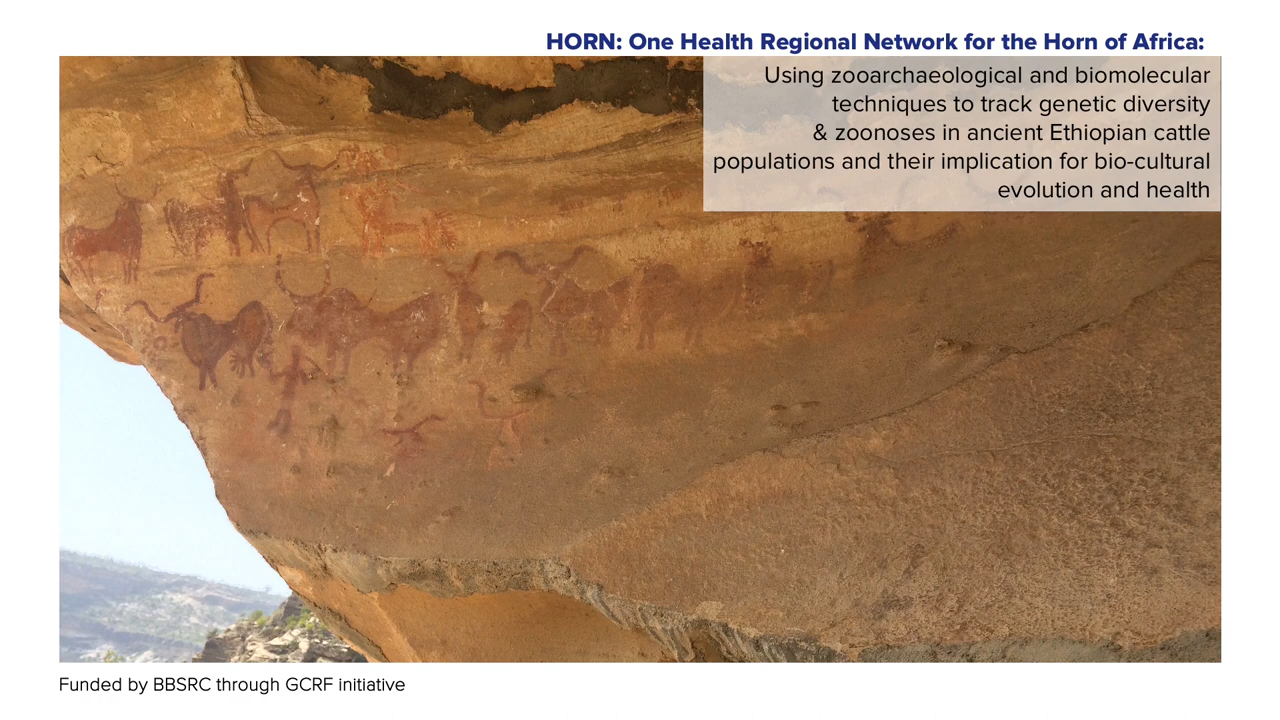 HORN: One Health Regional Network for the Horn of Africa:
Using zooarchaeological and biomolecular
techniques to track genetic diversity
& zoonoses in ancient Ethiopian cattle
populations and their implication for bio-cultural
evolution and health
Funded by BBSRC through GCRF initiative